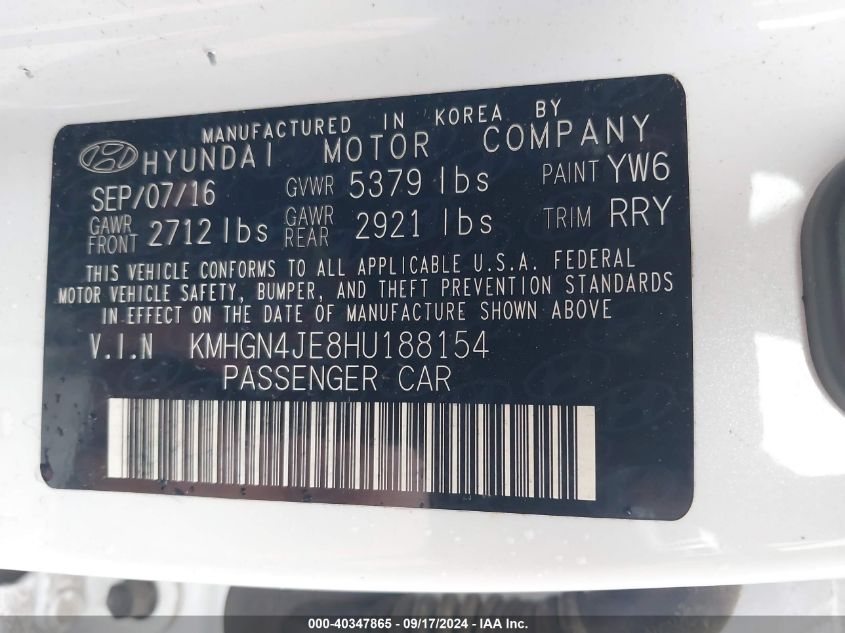 MANUFACTURED IN KOREA BY
HYUNDAI MOTOR COMPANY
SEP/07/16 GVWR 5379 lbs PAINT YW6
GAWR FRONT 2712 lbs GAWR REAR 2921 lbs TRIM RRY
THIS VEHICLE CONFORMS TO ALL APPLICABLE U.S.A. FEDERAL
MOTOR VEHICLE SAFETY, BUMPER, AND THEFT PREVENTION STANDARDS
IN EFFECT ON THE DATE OF MANUFACTURE SHOWN ABOVE
V.I.N KMHGN4JE8HU188154
PASSENGER CAR
000-40347865 - 09/17/2024 - IAA Inc.